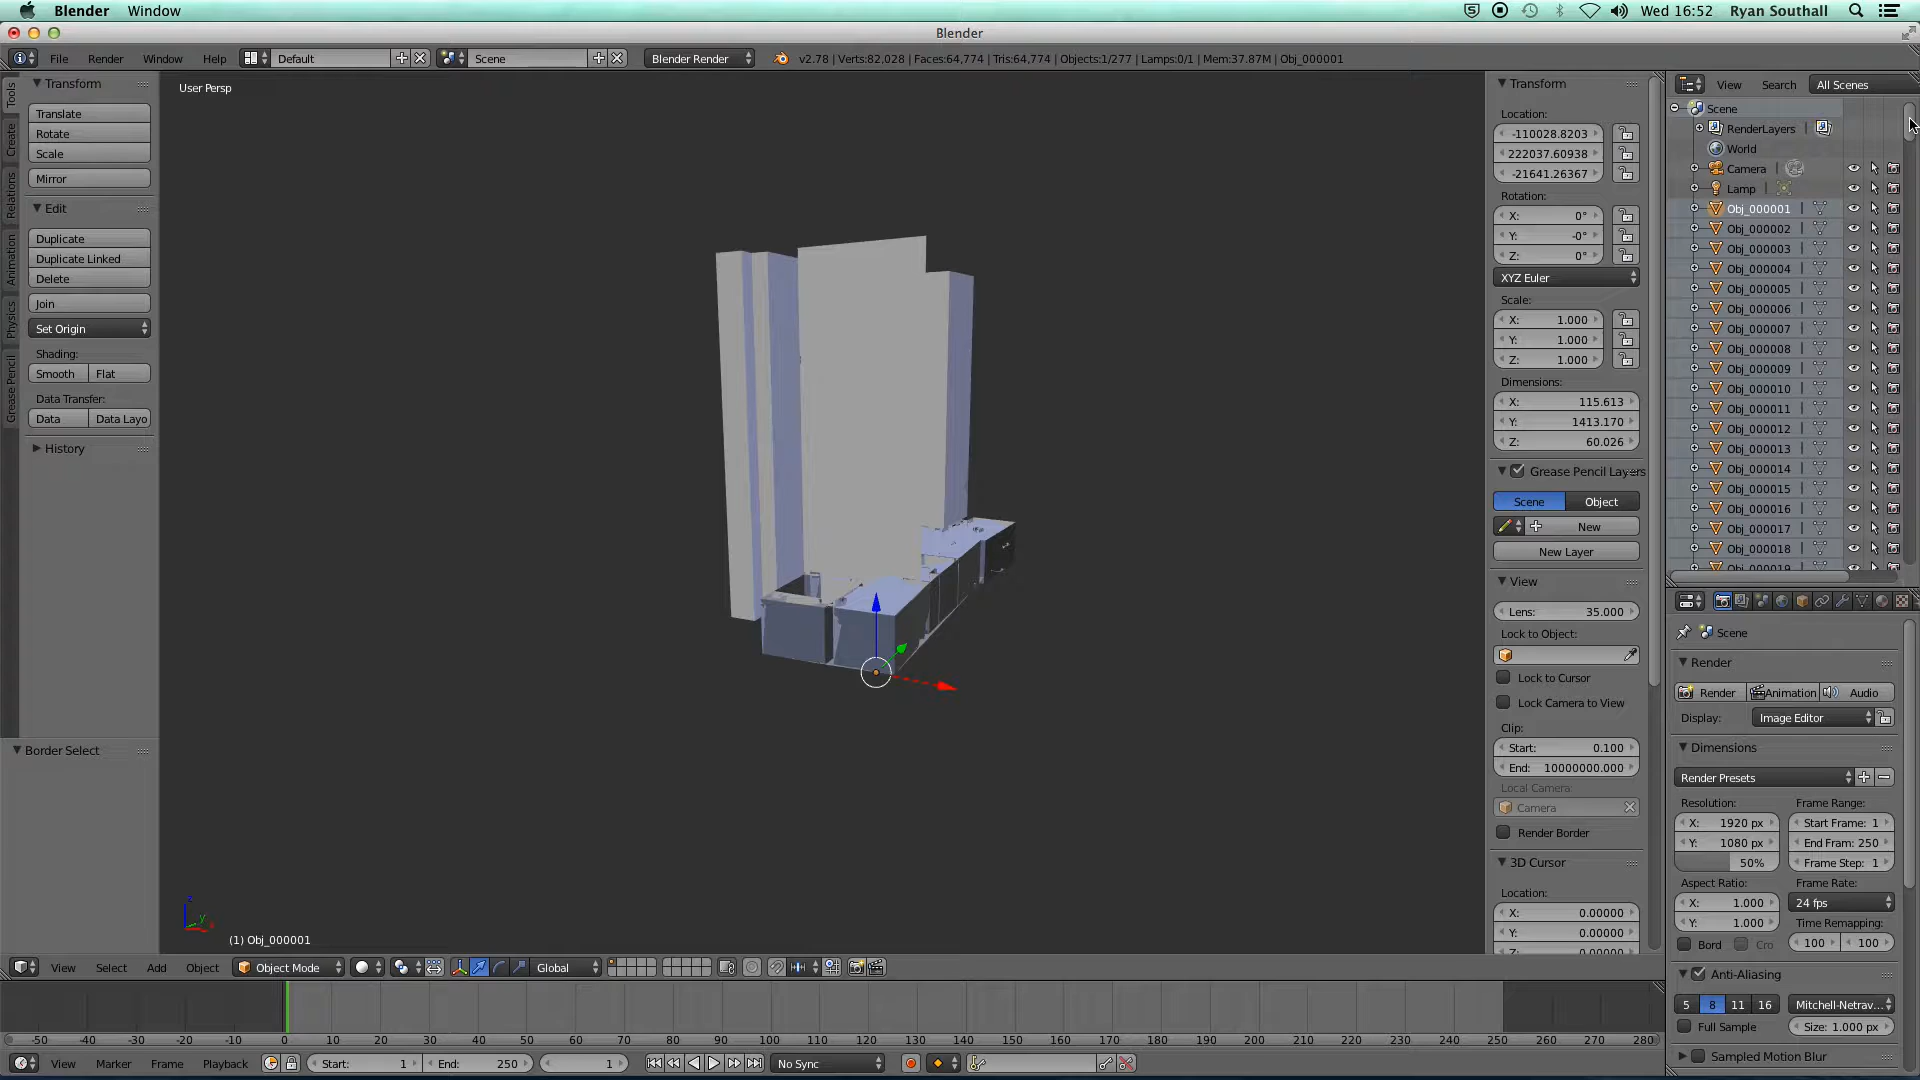 Blender Window Wed 16:52 Ryan Southall
Blender
File Render Window Help Default Scene Blender Render v2.78 | Verts:82,028 | Faces:64,774 | Tris:64,774 | Objects:1/277 | Lamps:0/1 | Mem:37.87M | Obj_000001
Tools
Create
Relations
Animation
Physics
Grease Pencil
Transform
Translate
Rotate
Scale
Mirror
Edit
Duplicate
Duplicate Linked
Delete
Join
Set Origin
Shading:
Smooth Flat
Data Transfer:
Data Data Layo
History
Border Select
User Persp
(1) Obj_000001
Transform
Location:
-110028.8203
222037.60938
-21641.26367
Rotation:
X: 0°
Y: -0°
Z: 0°
XYZ Euler
Scale:
X: 1.000
Y: 1.000
Z: 1.000
Dimensions:
X: 115.613
Y: 1413.170
Z: 60.026
Grease Pencil Layers
Scene Object
New
New Layer
View
Lens: 35.000
Lock to Object:
Lock to Cursor
Lock Camera to View
Clip:
Start: 0.100
End: 10000000.000
Local Camera:
Camera
Render Border
3D Cursor
Location:
X: 0.00000
Y: 0.00000
Z: 0.00000
View Search All Scenes
Scene
RenderLayers
World
Camera
Lamp
Obj_000001
Obj_000002
Obj_000003
Obj_000004
Obj_000005
Obj_000006
Obj_000007
Obj_000008
Obj_000009
Obj_000010
Obj_000011
Obj_000012
Obj_000013
Obj_000014
Obj_000015
Obj_000016
Obj_000017
Obj_000018
Obj_000019
Scene
Render
Render Animation Audio
Display: Image Editor
Dimensions
Render Presets
Resolution: Frame Range:
X: 1920 px Start Frame: 1
Y: 1080 px End Fram: 250
50% Frame Step: 1
Aspect Ratio: Frame Rate:
X: 1.000 24 fps
Y: 1.000 Time Remapping:
Bord Cro 100 100
Anti-Aliasing
5 8 11 16 Mitchell-Netrav...
Full Sample Size: 1.000 px
Sampled Motion Blur
View Select Add Object Object Mode Global
-50 -40 -30 -20 -10 0 10 20 30 40 50 60 70 80 90 100 110 120 130 140 150 160 170 180 190 200 210 220 230 240 250 260 270 280
View Marker Frame Playback Start: 1 End: 250 1 No Sync